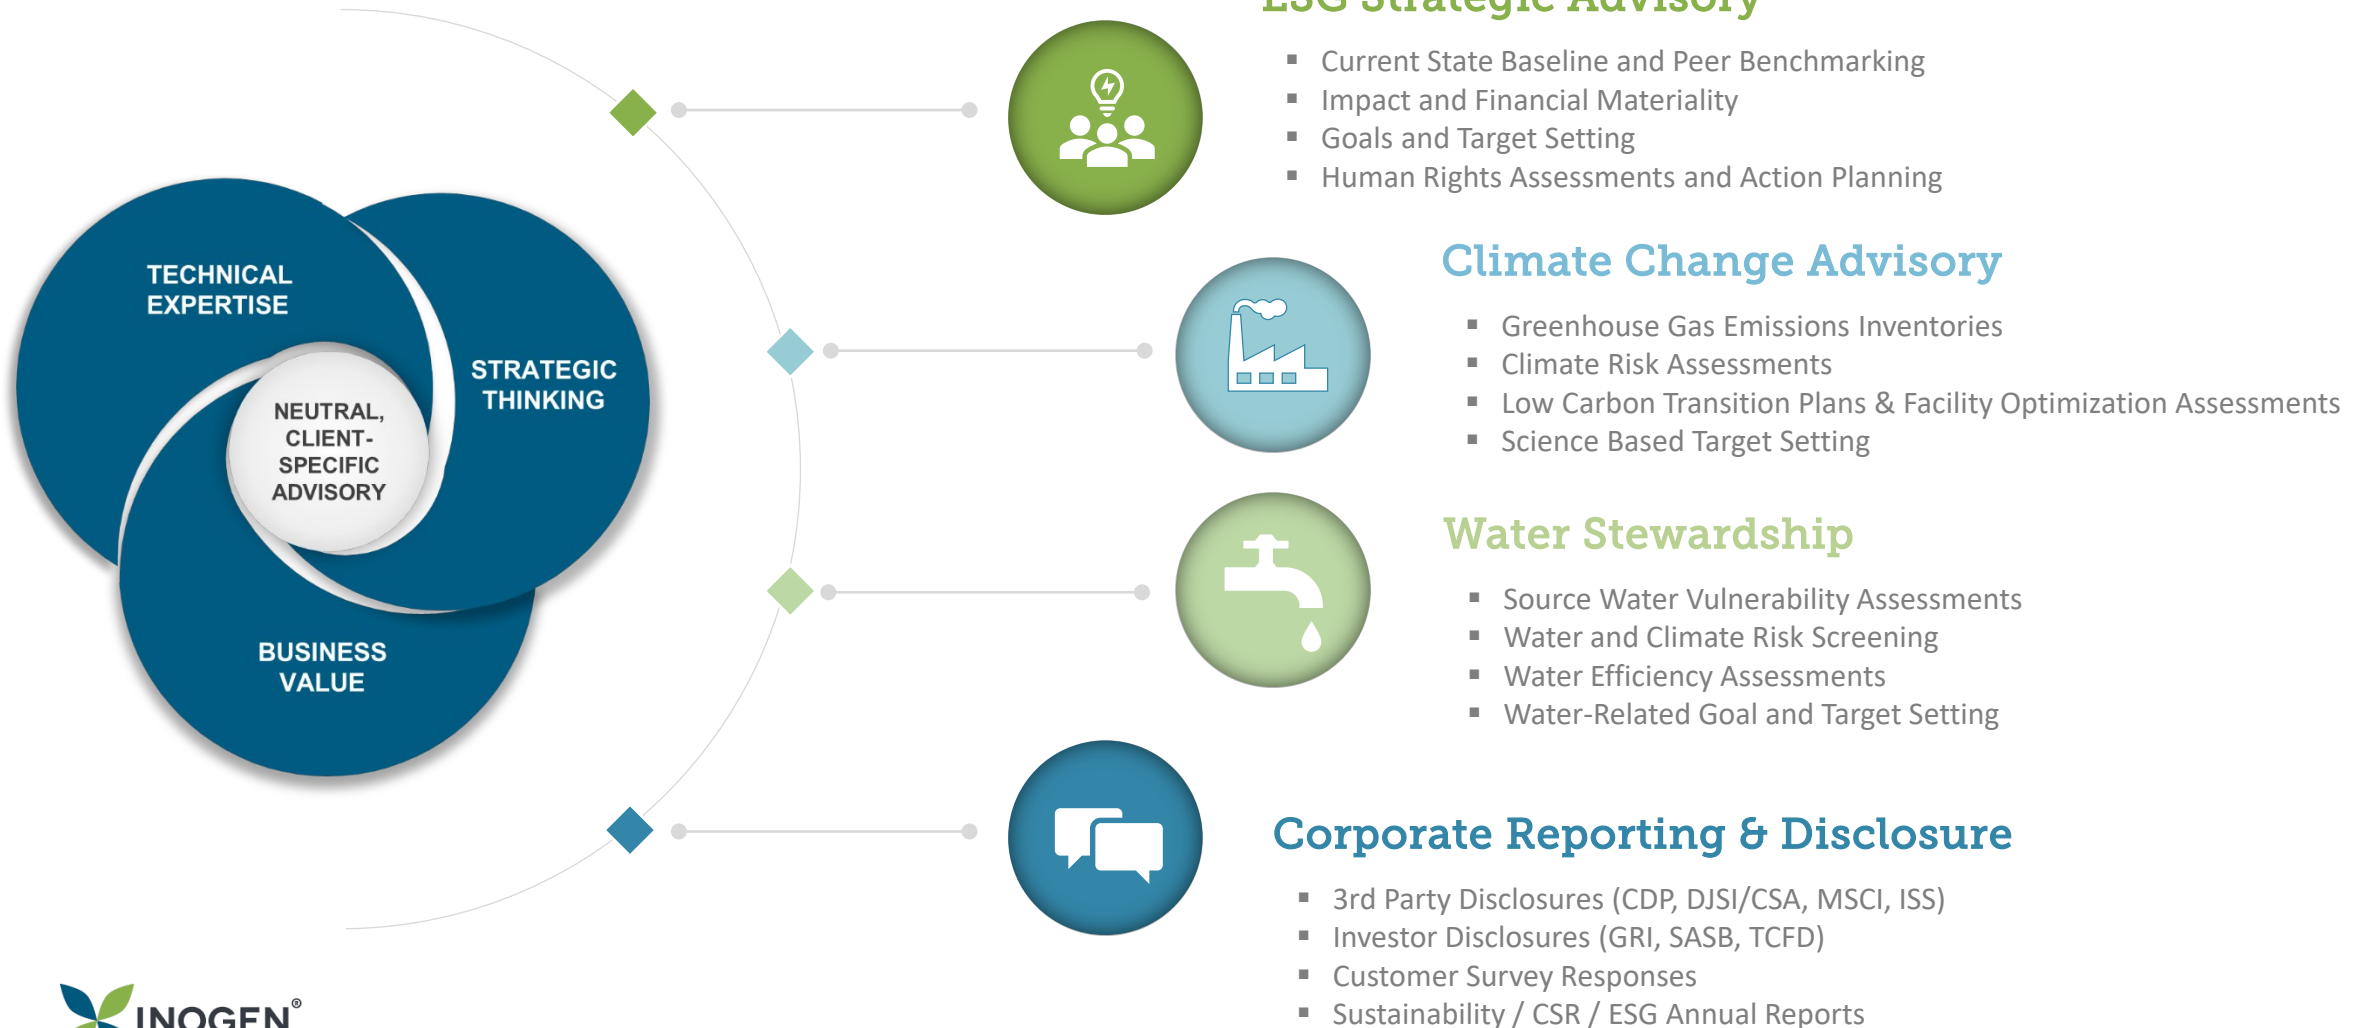 TECHNICAL
EXPERTISE
STRATEGIC
THINKING
NEUTRAL,
CLIENT-
SPECIFIC
ADVISORY
BUSINESS
VALUE
ESG Strategic Advisory
▪ Current State Baseline and Peer Benchmarking
▪ Impact and Financial Materiality
▪ Goals and Target Setting
▪ Human Rights Assessments and Action Planning
Climate Change Advisory
▪ Greenhouse Gas Emissions Inventories
▪ Climate Risk Assessments
▪ Low Carbon Transition Plans & Facility Optimization Assessments
▪ Science Based Target Setting
Water Stewardship
▪ Source Water Vulnerability Assessments
▪ Water and Climate Risk Screening
▪ Water Efficiency Assessments
▪ Water-Related Goal and Target Setting
Corporate Reporting & Disclosure
▪ 3rd Party Disclosures (CDP, DJSI/CSA, MSCI, ISS)
▪ Investor Disclosures (GRI, SASB, TCFD)
▪ Customer Survey Responses
▪ Sustainability / CSR / ESG Annual Reports
INOGEN®